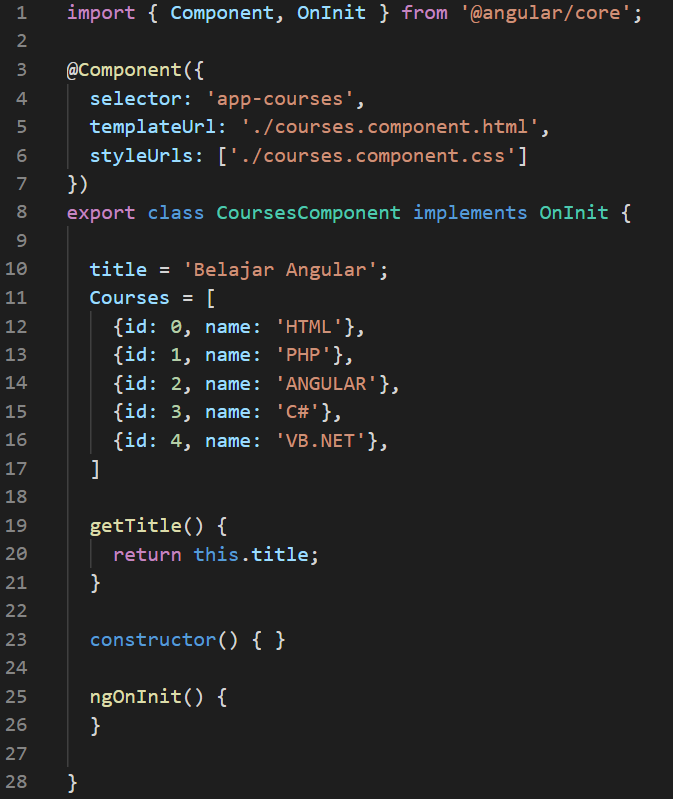 1 import { Component, OnInit } from '@angular/core';
2
3 @Component({
4   selector: 'app-courses',
5   templateUrl: './courses.component.html',
6   styleUrls: ['./courses.component.css']
7 })
8 export class CoursesComponent implements OnInit {
9
10   title = 'Belajar Angular';
11   Courses = [
12     {id: 0, name: 'HTML'},
13     {id: 1, name: 'PHP'},
14     {id: 2, name: 'ANGULAR'},
15     {id: 3, name: 'C#'},
16     {id: 4, name: 'VB.NET'},
17   ]
18
19   getTitle() {
20     return this.title;
21   }
22
23   constructor() { }
24
25   ngOnInit() {
26   }
27
28 }